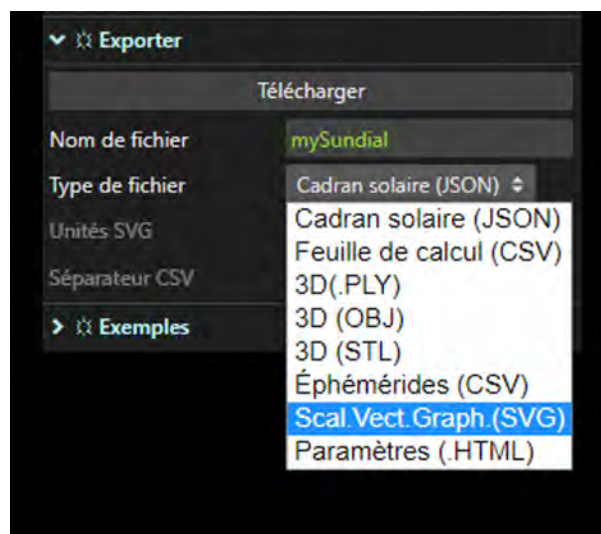 Exporter
Télécharger
Nom de fichier mySundial
Type de fichier Cadran solaire (JSON)
Unités SVG
Séparateur CSV
Exemples
Cadran solaire (JSON)
Feuille de calcul (CSV)
3D(.PLY)
3D (OBJ)
3D (STL)
Éphémérides (CSV)
Scal.Vect.Graph.(SVG)
Paramètres (.HTML)